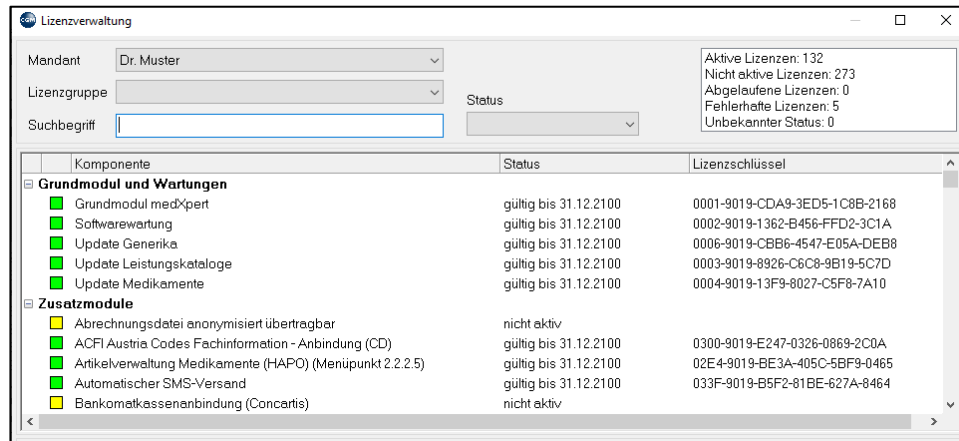 CGM Lizenzverwaltung
Mandant Dr. Muster
Lizenzgruppe
Status
Suchbegriff
Aktive Lizenzen: 132
Nicht aktive Lizenzen: 273
Abgelaufene Lizenzen: 0
Fehlerhafte Lizenzen: 5
Unbekannter Status: 0
Komponente Status Lizenzschlüssel
Grundmodul und Wartungen
Grundmodul medXpert gültig bis 31.12.2100 0001-9019-CDA9-3ED5-1C8B-2168
Softwarewartung gültig bis 31.12.2100 0002-9019-1362-B456-FFD2-3C1A
Update Generika gültig bis 31.12.2100 0006-9019-CBB6-4547-E05A-DEB8
Update Leistungskataloge gültig bis 31.12.2100 0003-9019-8926-C6C8-9B19-5C7D
Update Medikamente gültig bis 31.12.2100 0004-9019-13F9-8027-C5F8-7A10
Zusatzmodule
Abrechnungsdatei anonymisiert übertragbar nicht aktiv
ACFI Austria Codes Fachinformation - Anbindung (CD) gültig bis 31.12.2100 0300-9019-E247-0326-0869-2C0A
Artikelverwaltung Medikamente (HAPO) (Menüpunkt 2.2.2.5) gültig bis 31.12.2100 02E4-9019-BE3A-405C-5BF9-0465
Automatischer SMS-Versand gültig bis 31.12.2100 033F-9019-B5F2-81BE-627A-8464
Bankomatkassenanbindung (Concartis) nicht aktiv